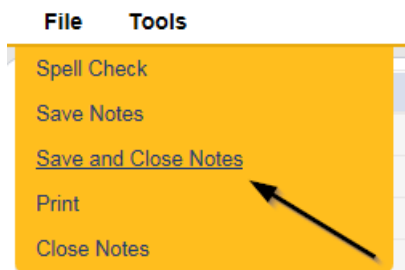 File Tools
Spell Check
Save Notes
Save and Close Notes
Print
Close Notes